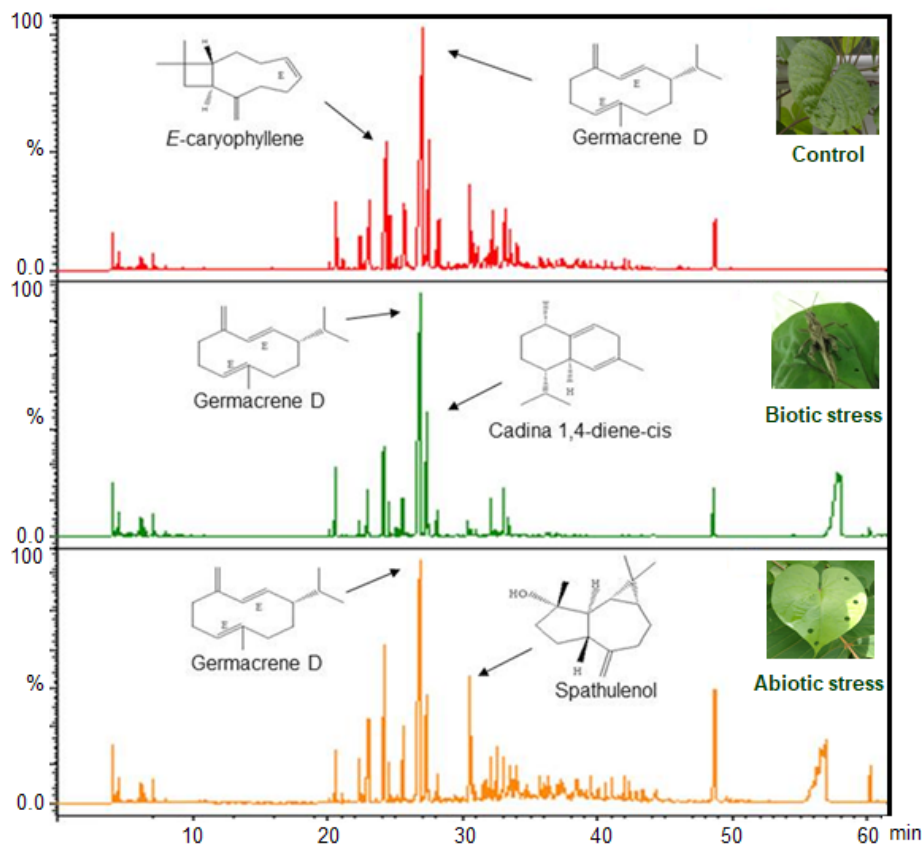 100
%
0.0
H
H
E
E-caryophyllene
E
E
Germacrene D
Control
100
%
0.0
E
E
Germacrene D
H
Cadina 1,4-diene-cis
Biotic stress
100
%
0.0
E
E
Germacrene D
HO
H
H
Spathulenol
Abiotic stress
10
20
30
40
50
60
min